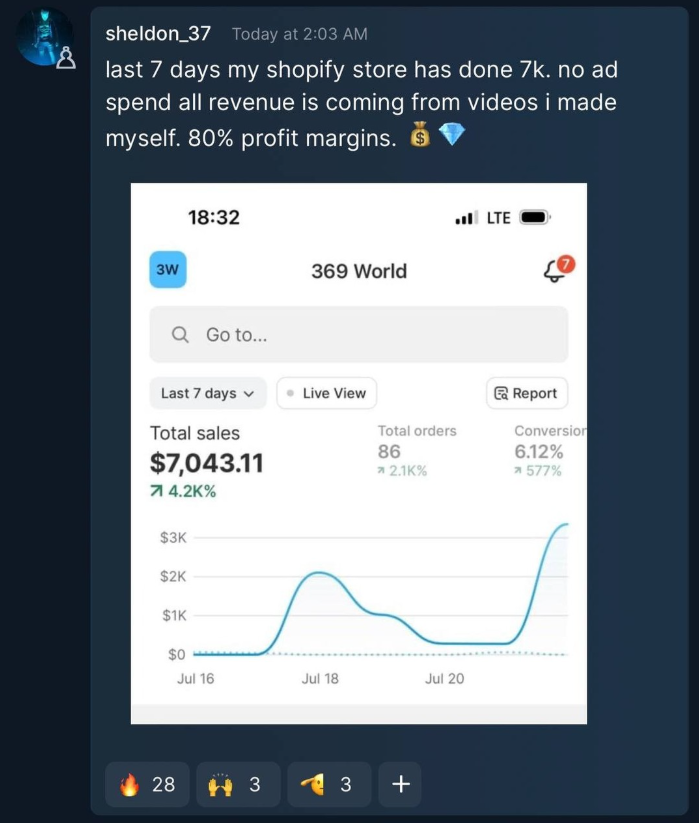 sheldon_37 Today at 2:03 AM
last 7 days my shopify store has done 7k. no ad
spend all revenue is coming from videos i made
myself. 80% profit margins. 💰💎
18:32 LTE
3W 369 World 7
Go to...
Last 7 days Live View Report
Total sales Total orders Conversion
$7,043.11 86 6.12%
4.2K% 2.1K% 577%
$3K
$2K
$1K
$0
Jul 16 Jul 18 Jul 20
🔥 28 🙌 3 🫡 3 +